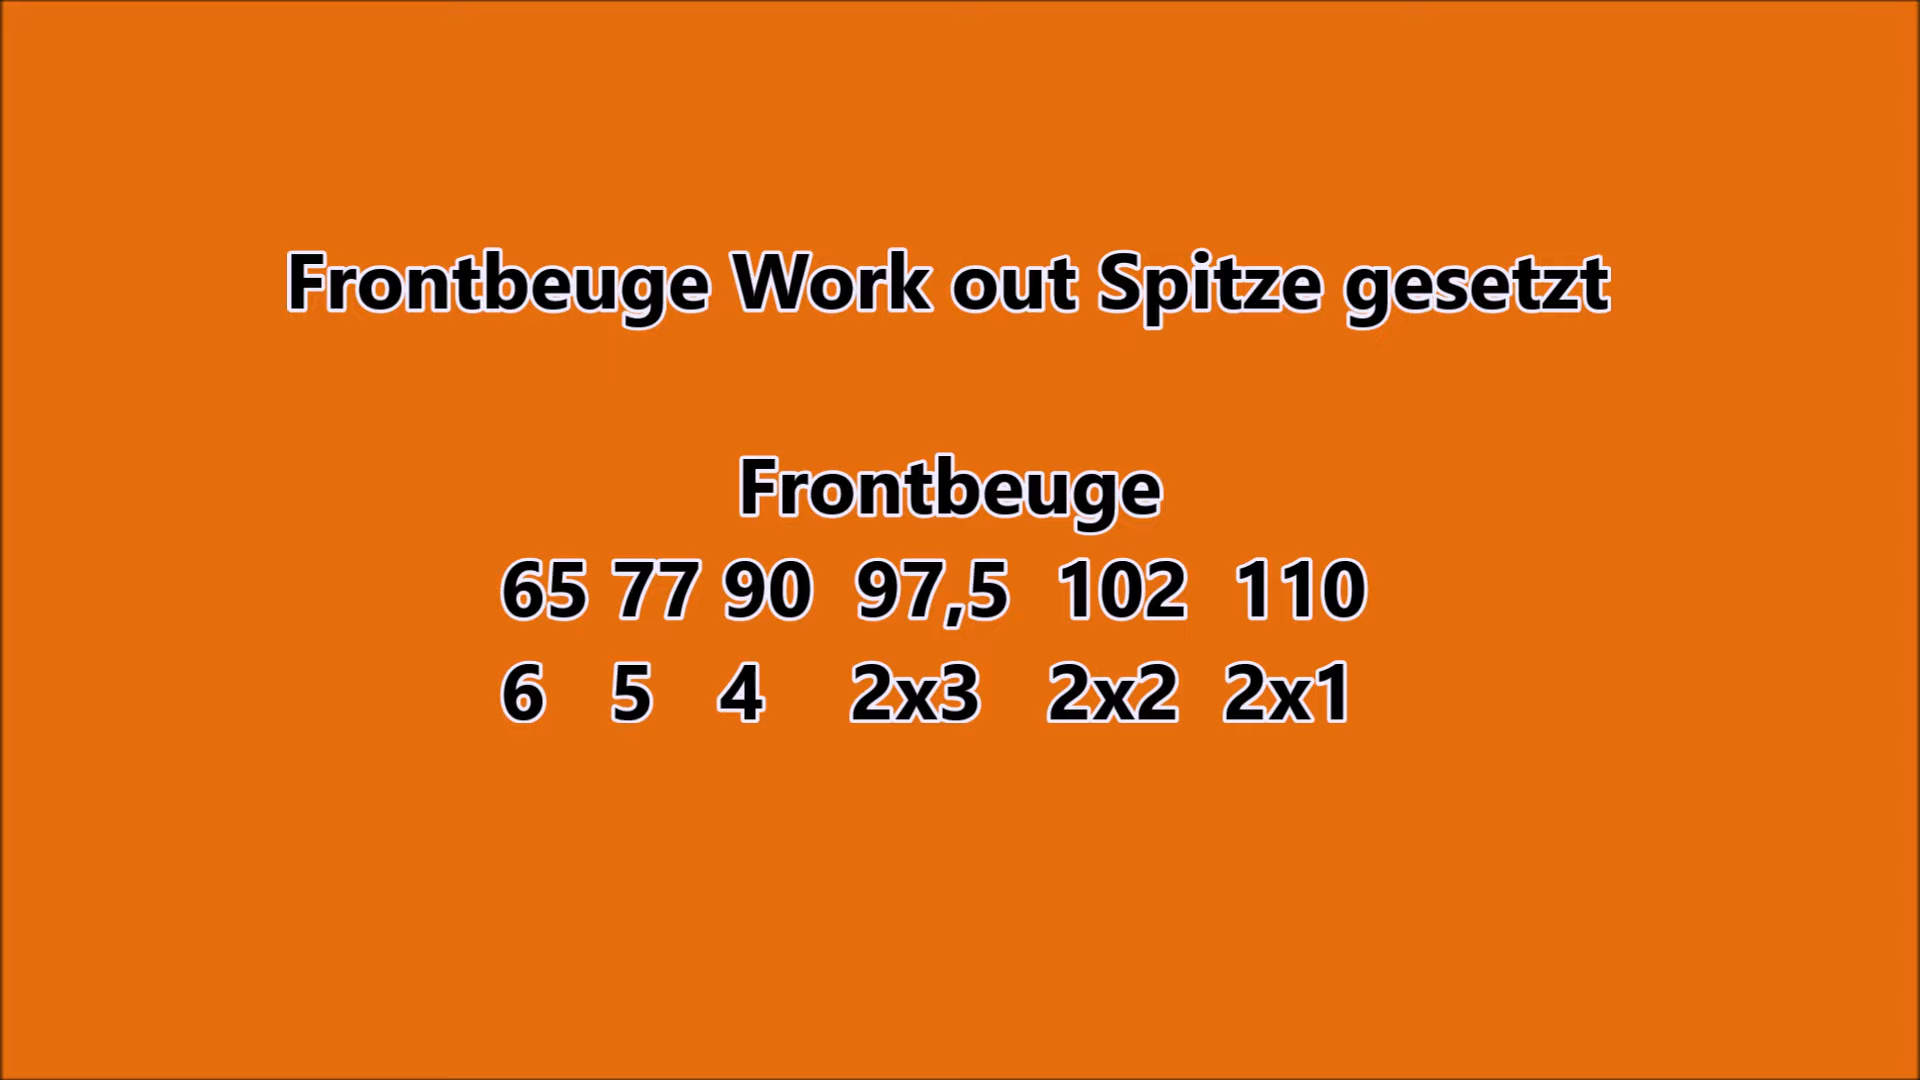 Frontbeuge Work out Spitze gesetzt
Frontbeuge
65 77 90 97,5 102 110
6 5 4 2x3 2x2 2x1